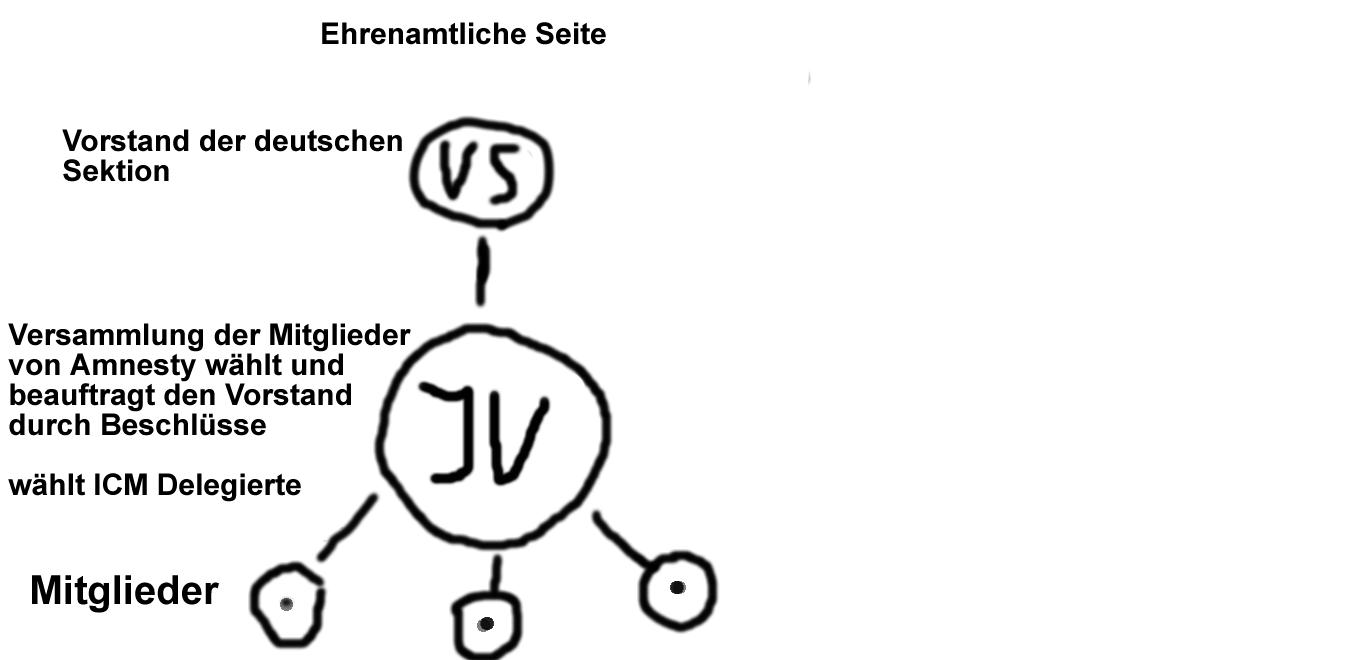 Ehrenamtliche Seite
Vorstand der deutschen
Sektion
VS
Versammlung der Mitglieder
von Amnesty wählt und
beauftragt den Vorstand
durch Beschlüsse
JV
wählt ICM Delegierte
Mitglieder